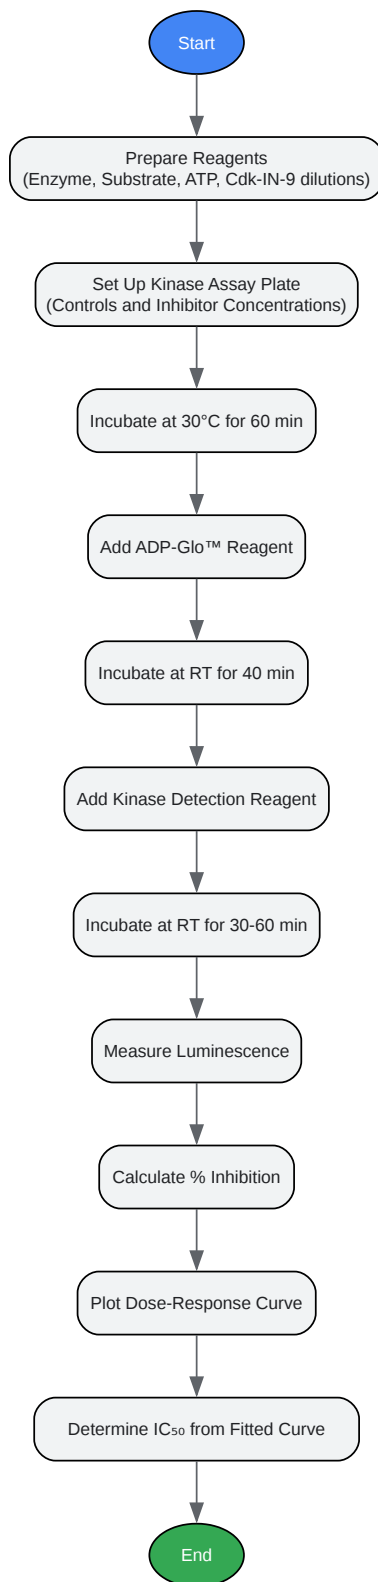 Start
Prepare Reagents
(Enzyme, Substrate, ATP, Cdk-IN-9 dilutions)
Set Up Kinase Assay Plate
(Controls and Inhibitor Concentrations)
Incubate at 30°C for 60 min
Add ADP-Glo™ Reagent
Incubate at RT for 40 min
Add Kinase Detection Reagent
Incubate at RT for 30-60 min
Measure Luminescence
Calculate % Inhibition
Plot Dose-Response Curve
Determine IC₅₀ from Fitted Curve
End